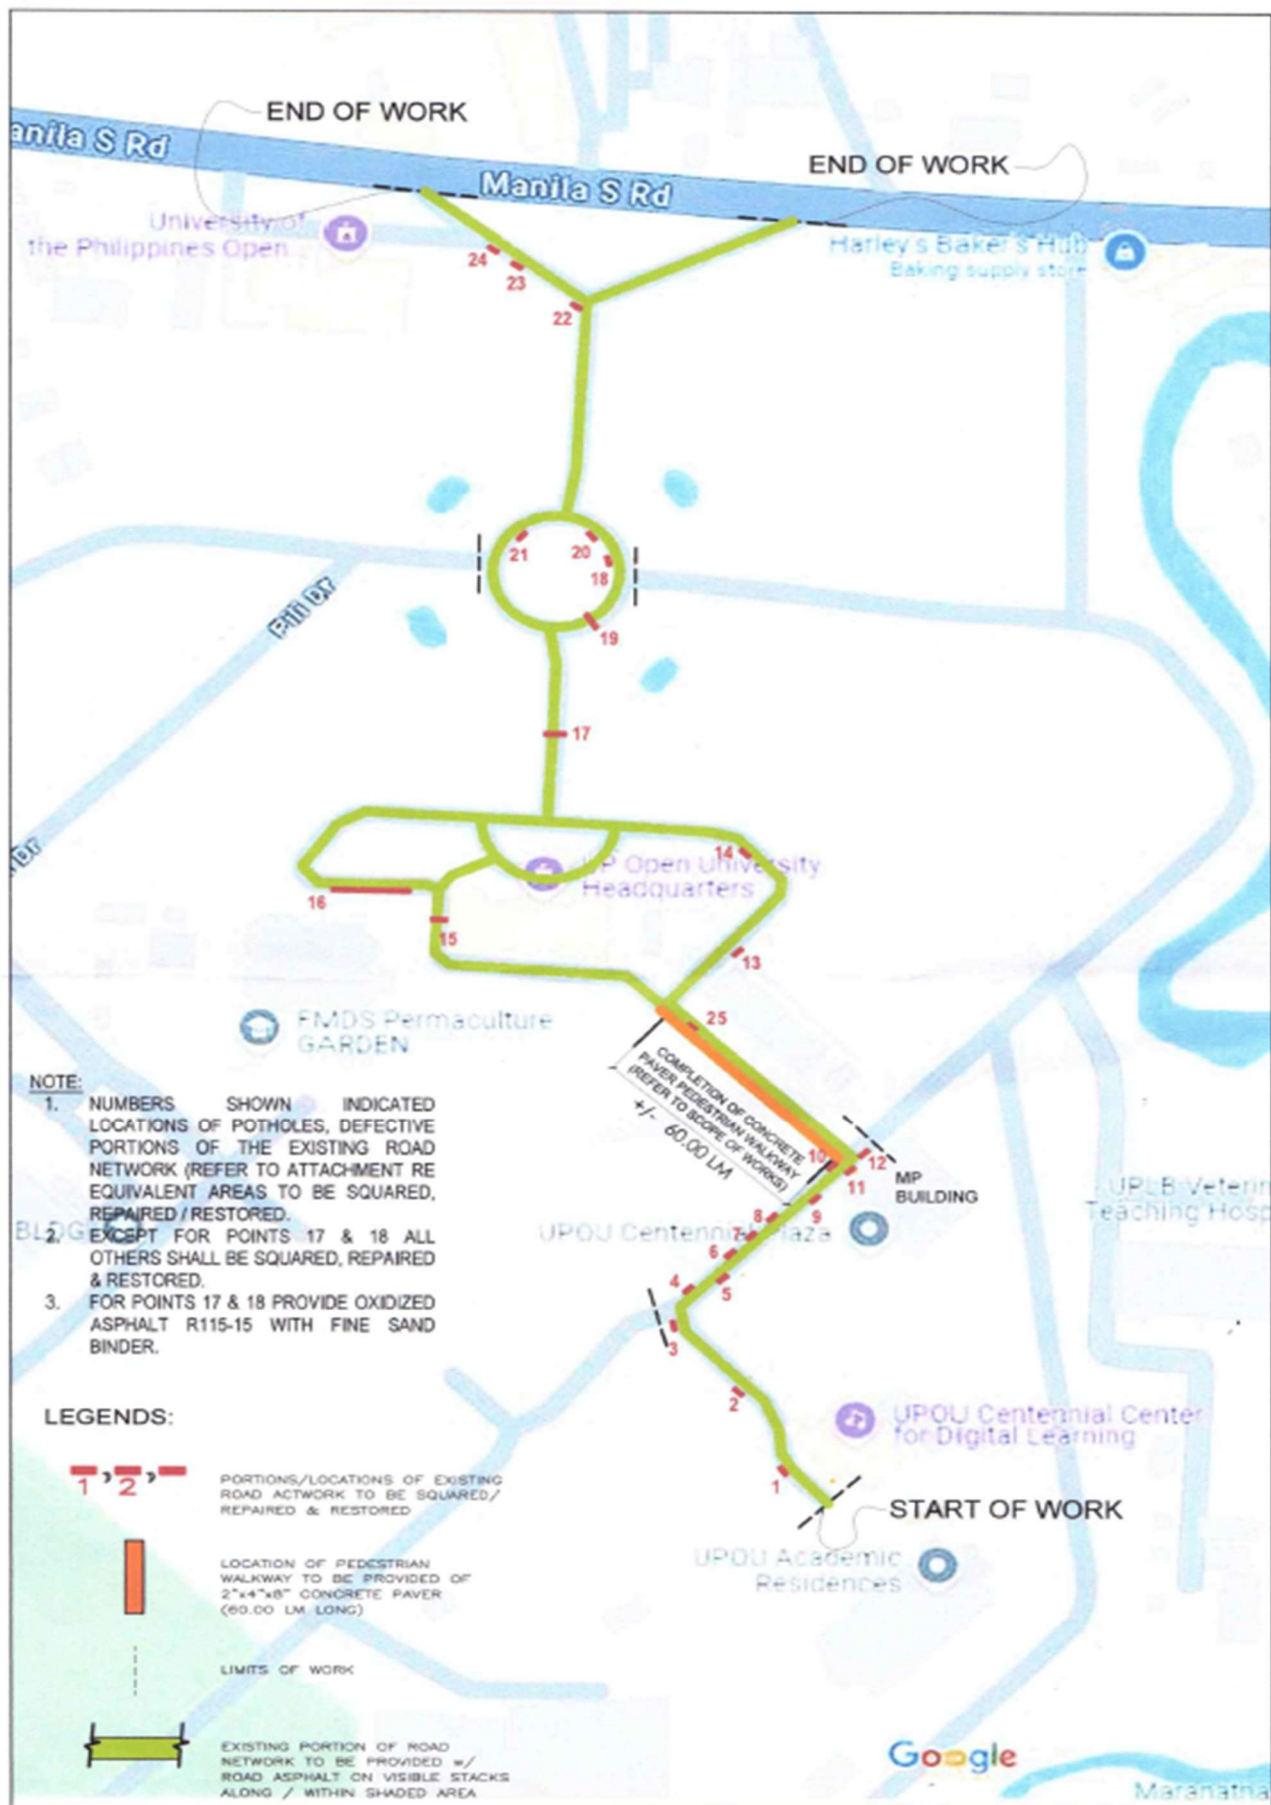 END OF WORK
END OF WORK
anila S Rd
Manila S Rd
University of
the Philippines Open...
Harley's Baker's Hub
Baking supply store
24
23
22
21
20
18
19
Pili Dr
17
14
UP Open University
Headquarters
16
15
13
25
FMDS Permaculture
GARDEN
COMPLETION OF CONCRETE
PAVER PEDESTRIAN WALKWAY
(REFER TO SCOPE OF WORKS)
+/- 60.00 LM
10
12
11
MP
BUILDING
9
8
7
6
5
4
3
2
1
UPOU Centennial Plaza
UPLB Veterin
Teaching Hosp
BLDG
NOTE:
1. NUMBERS SHOWN INDICATED
LOCATIONS OF POTHOLES, DEFECTIVE
PORTIONS OF THE EXISTING ROAD
NETWORK (REFER TO ATTACHMENT RE
EQUIVALENT AREAS TO BE SQUARED,
REPAIRED / RESTORED.
2. EXCEPT FOR POINTS 17 & 18 ALL
OTHERS SHALL BE SQUARED, REPAIRED
& RESTORED.
3. FOR POINTS 17 & 18 PROVIDE OXIDIZED
ASPHALT R115-15 WITH FINE SAND
BINDER.
UPOU Centennial Center
for Digital Learning
START OF WORK
UPOU Academic
Residences
LEGENDS:
1 , 2 ,
PORTIONS/LOCATIONS OF EXISTING
ROAD ACTWORK TO BE SQUARED/
REPAIRED & RESTORED
LOCATION OF PEDESTRIAN
WALKWAY TO BE PROVIDED OF
2"x4"x8" CONCRETE PAVER
(60.00 LM LONG)
LIMITS OF WORK
EXISTING PORTION OF ROAD
NETWORK TO BE PROVIDED w/
ROAD ASPHALT ON VISIBLE STACKS
ALONG / WITHIN SHADED AREA
Google
Maranatha